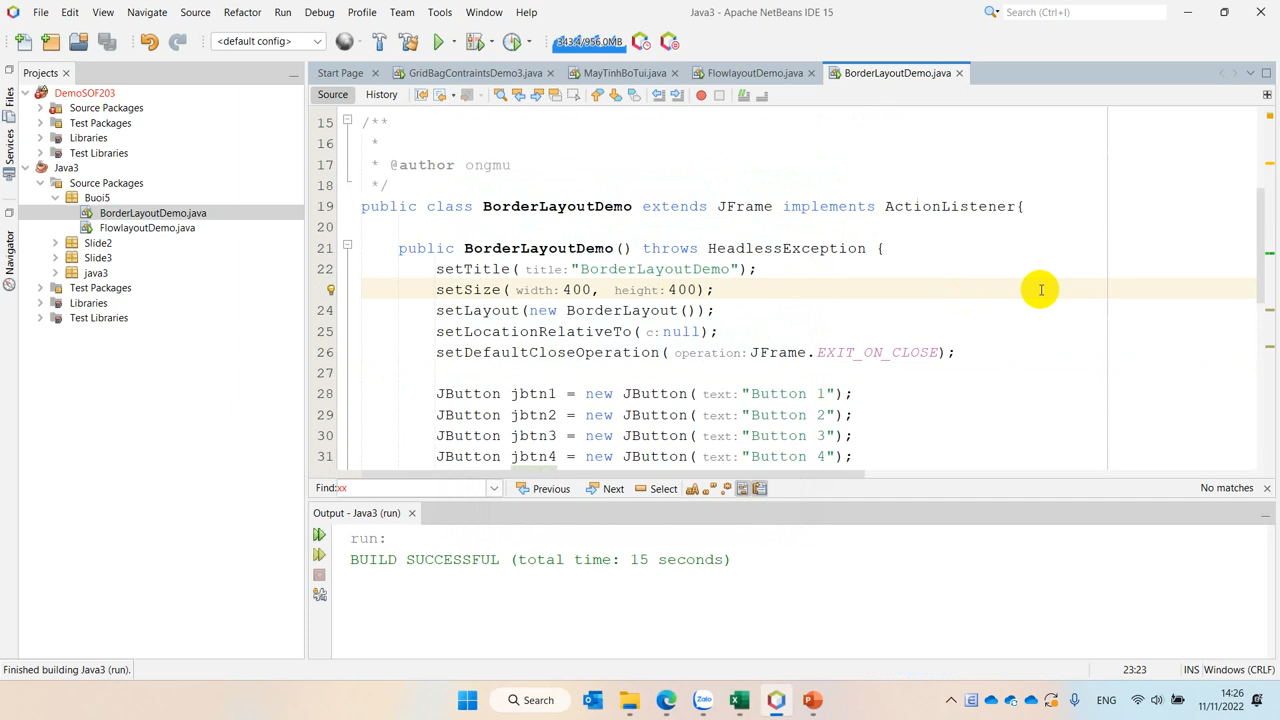 File Edit View Navigate Source Refactor Run Debug Profile Team Tools Window Help
Java3 - Apache NetBeans IDE 15
Search (Ctrl+I)
<default config>
343.4/956.0MB
Projects
Files
Services
Navigator
DemoSOF203
Source Packages
Test Packages
Libraries
Test Libraries
Java3
Source Packages
Buoi5
BorderLayoutDemo.java
FlowlayoutDemo.java
Slide2
Slide3
java3
Test Packages
Libraries
Test Libraries
Start Page GridBagContraintsDemo3.java MayTinhBoTui.java FlowlayoutDemo.java BorderLayoutDemo.java
Source History
15 /**
16 *
17 * @author ongmu
18 */
19 public class BorderLayoutDemo extends JFrame implements ActionListener{
20
21 public BorderLayoutDemo() throws HeadlessException {
22 setTitle( title:"BorderLayoutDemo");
setSize( width:400, height:400);
24 setLayout(new BorderLayout());
25 setLocationRelativeTo( c:null);
26 setDefaultCloseOperation( operation:JFrame.EXIT_ON_CLOSE);
27
28 JButton jbtn1 = new JButton( text:"Button 1");
29 JButton jbtn2 = new JButton( text:"Button 2");
30 JButton jbtn3 = new JButton( text:"Button 3");
31 JButton jbtn4 = new JButton( text:"Button 4");
Find: xx Previous Next Select No matches
Output - Java3 (run)
run:
BUILD SUCCESSFUL (total time: 15 seconds)
Finished building Java3 (run).
23:23 INS Windows (CRLF)
Search
Zalo
ENG
14:26
11/11/2022